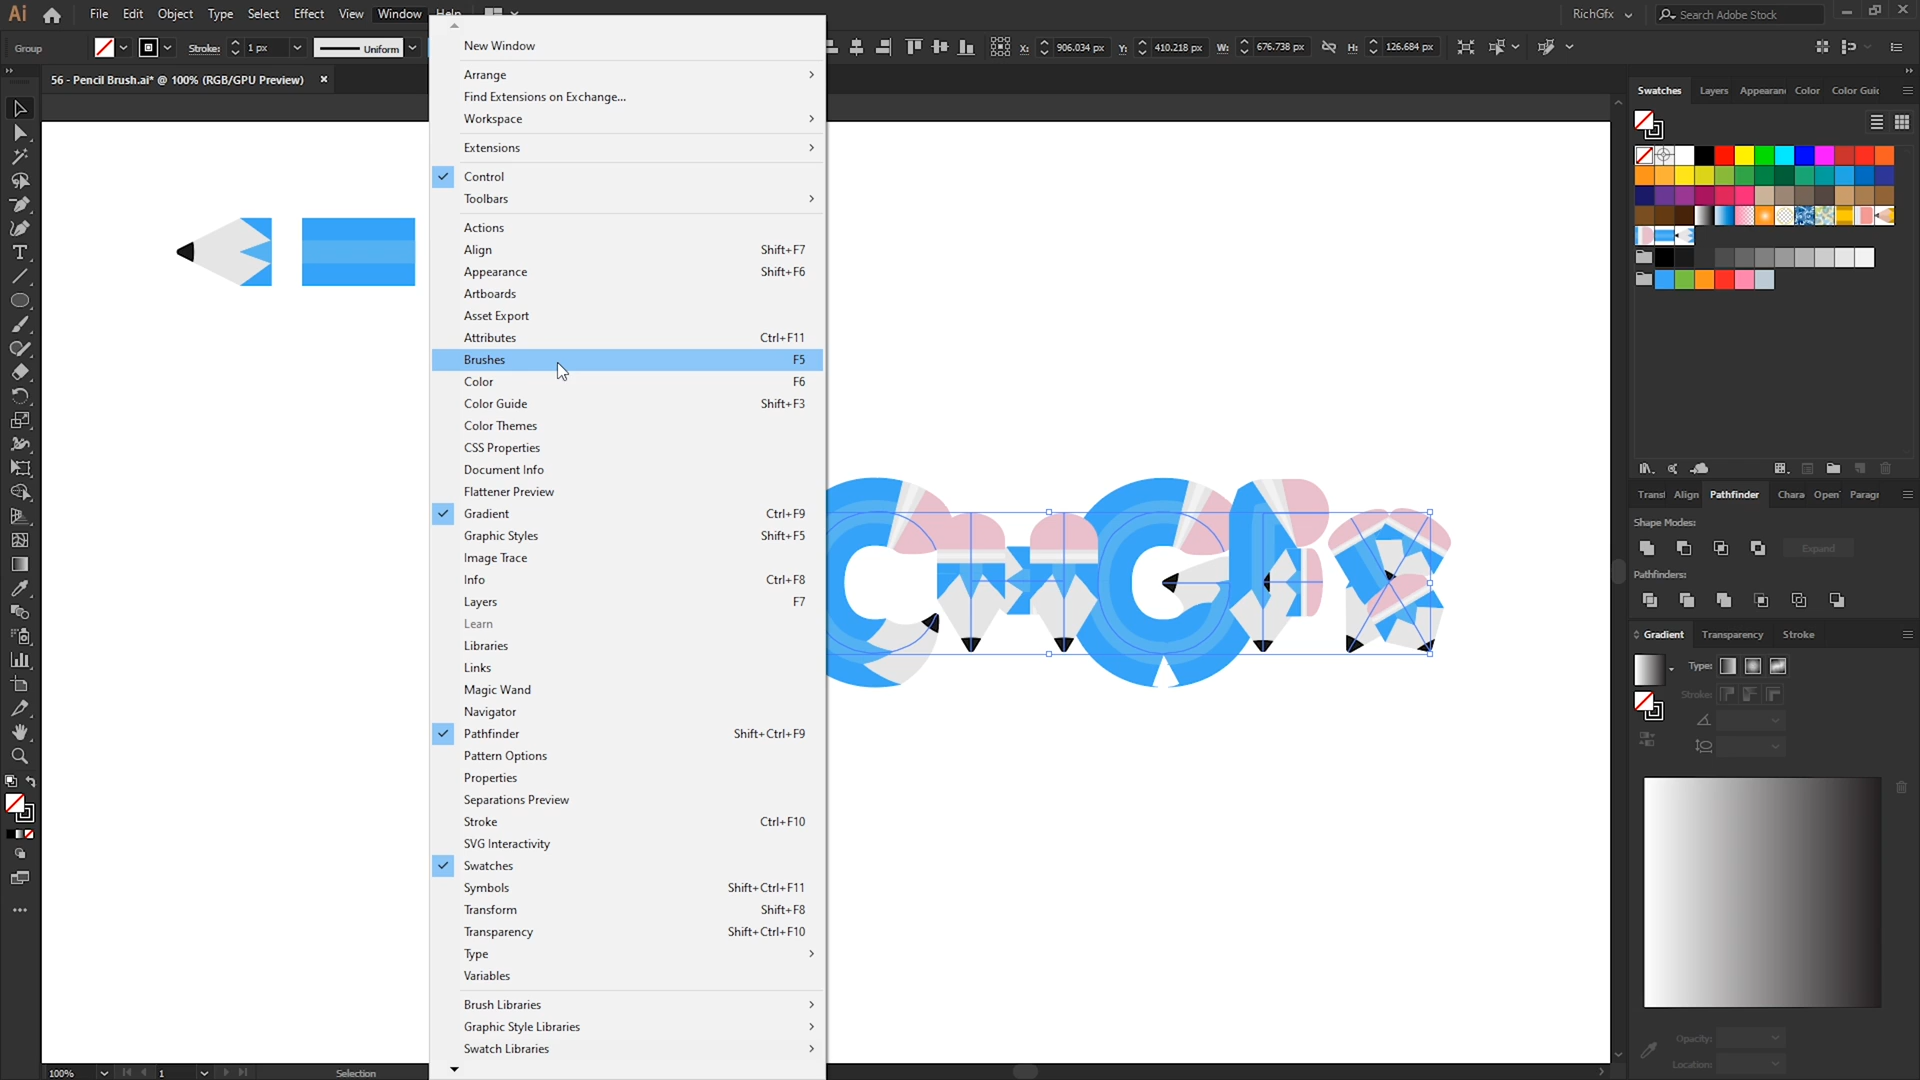 Ai File Edit Object Type Select Effect View Window Help RichGfx Search Adobe Stock
Group Stroke: 1 px Uniform X: 906.034 px Y: 410.218 px W: 676.738 px H: 126.684 px
56 - Pencil Brush.ai* @ 100% (RGB/GPU Preview)
New Window
Arrange
Find Extensions on Exchange...
Workspace
Extensions
Control
Toolbars
Actions
Align Shift+F7
Appearance Shift+F6
Artboards
Asset Export
Attributes Ctrl+F11
Brushes F5
Color F6
Color Guide Shift+F3
Color Themes
CSS Properties
Document Info
Flattener Preview
Gradient Ctrl+F9
Graphic Styles Shift+F5
Image Trace
Info Ctrl+F8
Layers F7
Learn
Libraries
Links
Magic Wand
Navigator
Pathfinder Shift+Ctrl+F9
Pattern Options
Properties
Separations Preview
Stroke Ctrl+F10
SVG Interactivity
Swatches
Symbols Shift+Ctrl+F11
Transform Shift+F8
Transparency Shift+Ctrl+F10
Type
Variables
Brush Libraries
Graphic Style Libraries
Swatch Libraries
Swatches Layers Appearan Color Color Guic
Transl Align Pathfinder Chara Open Paragr
Shape Modes:
Expand
Pathfinders:
Gradient Transparency Stroke
Type:
Stroke:
Opacity:
Location:
100% 1 Selection